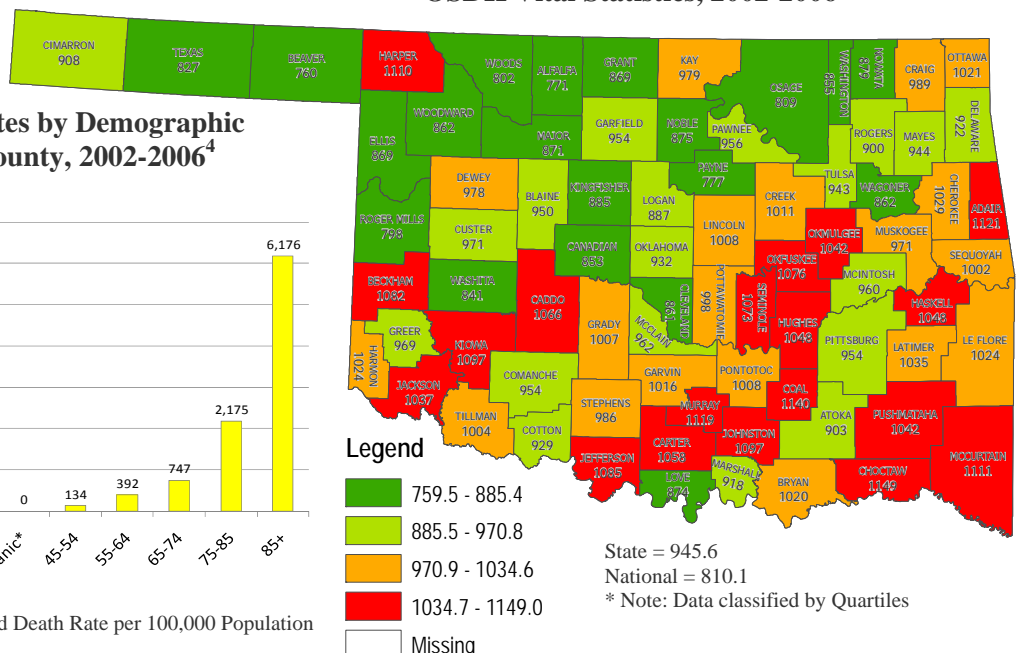 OSDH Vital Statistics, 2002-2006
tes by Demographic
ounty, 2002-2006⁴
CIMARRON
908
TEXAS
827
BEAVER
760
HARPER
1110
WOODS
802
ALFALFA
771
GRANT
869
KAY
979
OSAGE
809
WASHINGTON
865
NOWATA
879
CRAIG
989
OTTAWA
1021
ELLIS
869
WOODWARD
862
MAJOR
871
GARFIELD
954
NOBLE
875
PAWNEE
956
ROGERS
900
MAYES
944
DELAWARE
922
DEWEY
978
BLAINE
950
KINGFISHER
885
LOGAN
887
PAYNE
777
CREEK
1011
TULSA
943
WAGONER
862
CHEROKEE
1029
ADAIR
1121
ROGER MILLS
798
CUSTER
971
CANADIAN
853
OKLAHOMA
932
LINCOLN
1008
OKMULGEE
1042
MUSKOGEE
971
SEQUOYAH
1002
BECKHAM
1082
WASHITA
841
CADDO
1066
GRADY
1007
MCCLAIN
962
CLEVELAND
POTTAWATOMIE
998
SEMINOLE
1073
OKFUSKEE
1076
MCINTOSH
960
HASKELL
1048
GREER
969
KIOWA
1097
HUGHES
1048
PITTSBURG
954
LATIMER
1035
LE FLORE
1024
HARMON
1024
JACKSON
1037
COMANCHE
954
GARVIN
1016
PONTOTOC
1008
COAL
1140
TILLMAN
1004
COTTON
929
STEPHENS
986
MURRAY
1119
JOHNSTON
1097
ATOKA
903
PUSHMATAHA
1042
MCCURTAIN
1111
JEFFERSON
1085
CARTER
1053
LOVE
874
MARSHALL
918
BRYAN
1020
CHOCTAW
1149
6,176
2,175
747
392
134
0
anic*
45-54
55-64
65-74
75-85
85+
d Death Rate per 100,000 Population
Legend
759.5 - 885.4
885.5 - 970.8
970.9 - 1034.6
1034.7 - 1149.0
Missing
State = 945.6
National = 810.1
* Note: Data classified by Quartiles